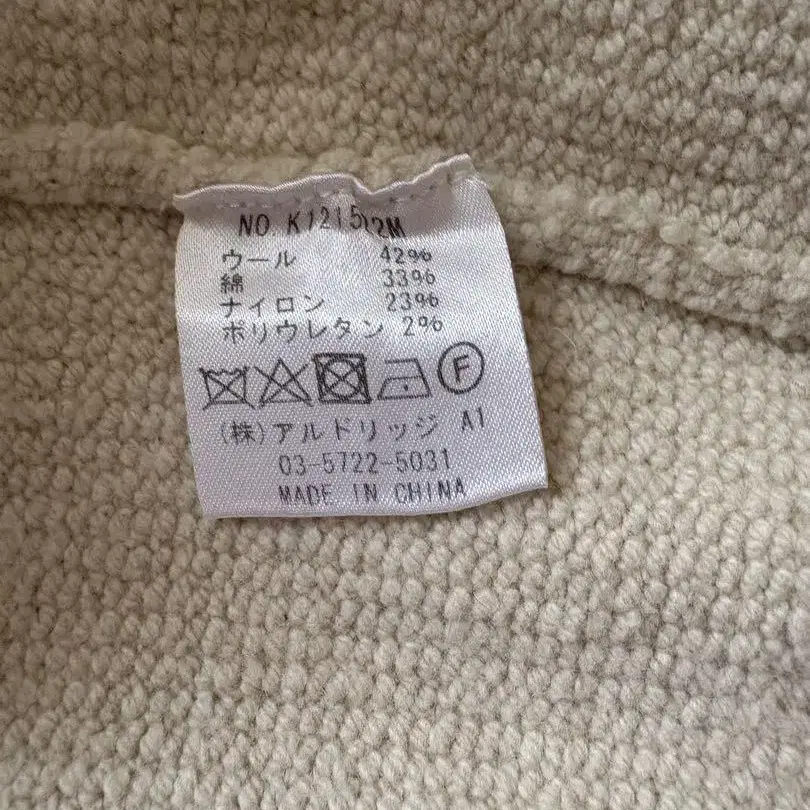 NO K1215
ウール 42%
綿 33%
ナイロン 23%
ポリウレタン 2%
F
(株)アルドリッジ A1
03-5722-5031
MADE IN CHINA